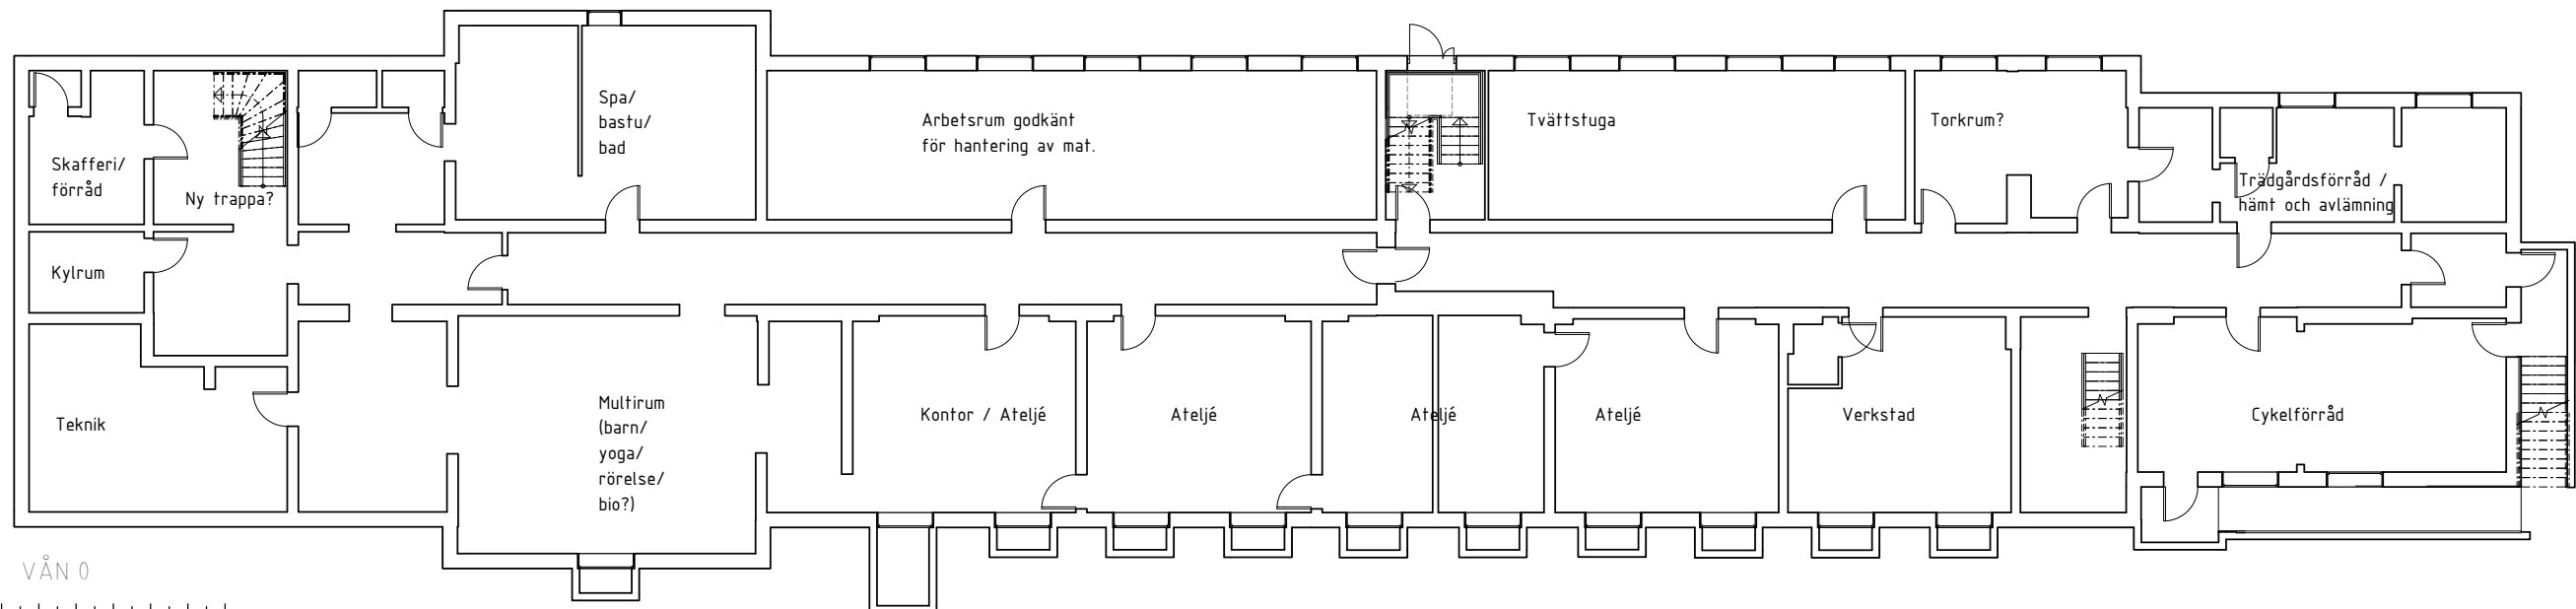 Skafferi/
förråd
Ny trappa?
Kylrum
Teknik
Spa/
bastu/
bad
Multirum
(barn/
yoga/
rörelse/
bio?)
Arbetsrum godkänt
för hantering av mat.
Kontor / Ateljé
Ateljé
Ateljé
Ateljé
Tvättstuga
Torkrum?
Verkstad
Trädgårdsförråd /
hämt och avlämning
Cykelförråd
VÅN 0